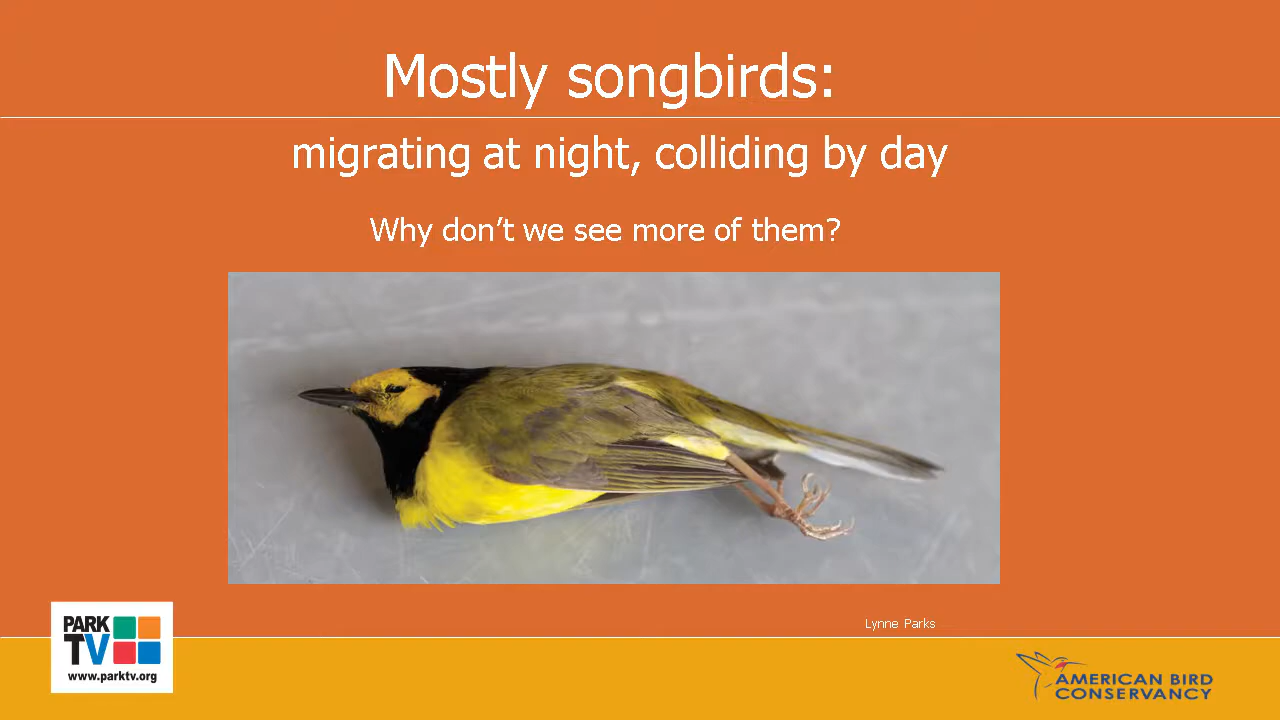 Mostly songbirds:
migrating at night, colliding by day
Why don’t we see more of them?
Lynne Parks
PARK
TV
www.parktv.org
AMERICAN BIRD
CONSERVANCY